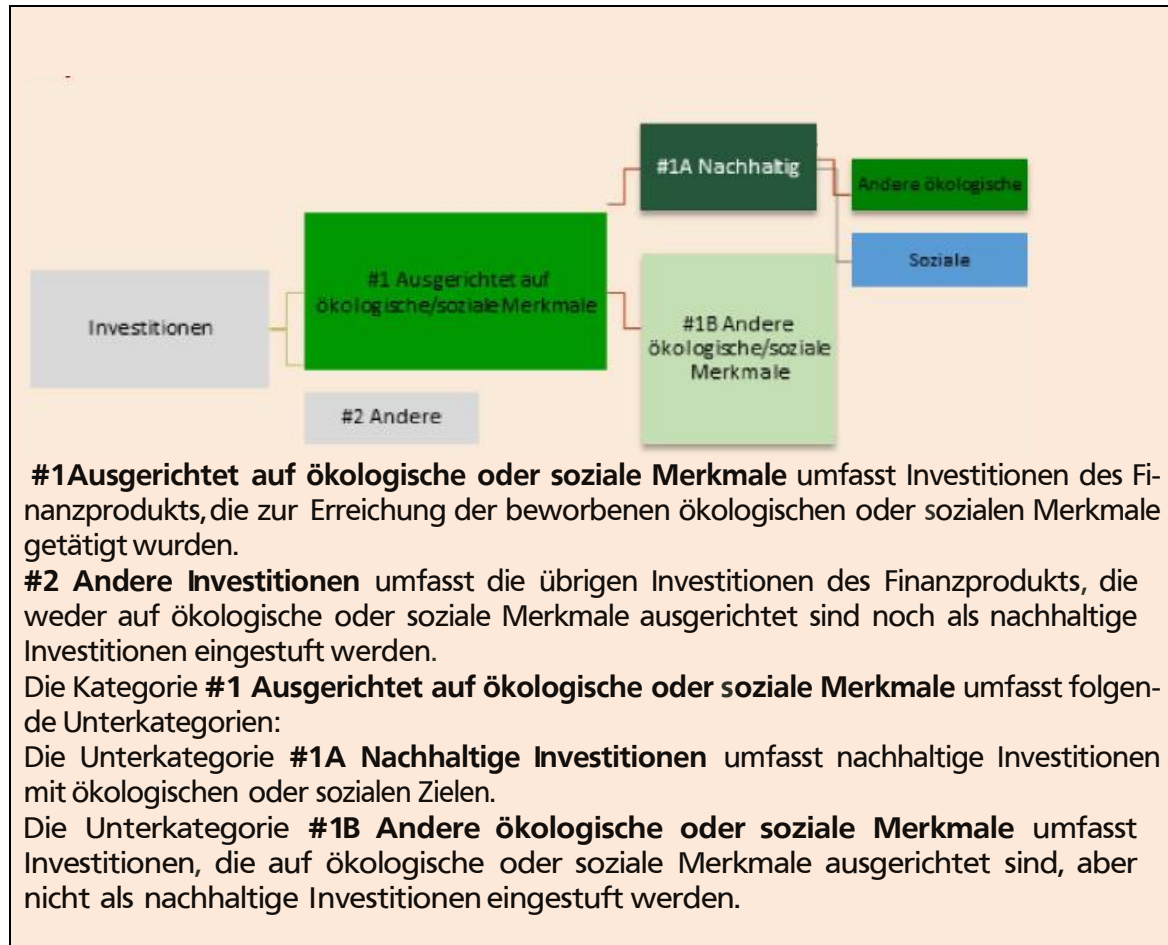 #1A Nachhaltig
Andere ökologische
Soziale
#1 Ausgerichtet auf
ökologische/soziale Merkmale
Investitionen
#1B Andere
ökologische/soziale
Merkmale
#2 Andere
#1Ausgerichtet auf ökologische oder soziale Merkmale umfasst Investitionen des Fi-
nanzprodukts, die zur Erreichung der beworbenen ökologischen oder sozialen Merkmale
getätigt wurden.
#2 Andere Investitionen umfasst die übrigen Investitionen des Finanzprodukts, die
weder auf ökologische oder soziale Merkmale ausgerichtet sind noch als nachhaltige
Investitionen eingestuft werden.
Die Kategorie #1 Ausgerichtet auf ökologische oder soziale Merkmale umfasst folgen-
de Unterkategorien:
Die Unterkategorie #1A Nachhaltige Investitionen umfasst nachhaltige Investitionen
mit ökologischen oder sozialen Zielen.
Die Unterkategorie #1B Andere ökologische oder soziale Merkmale umfasst
Investitionen, die auf ökologische oder soziale Merkmale ausgerichtet sind, aber
nicht als nachhaltige Investitionen eingestuft werden.